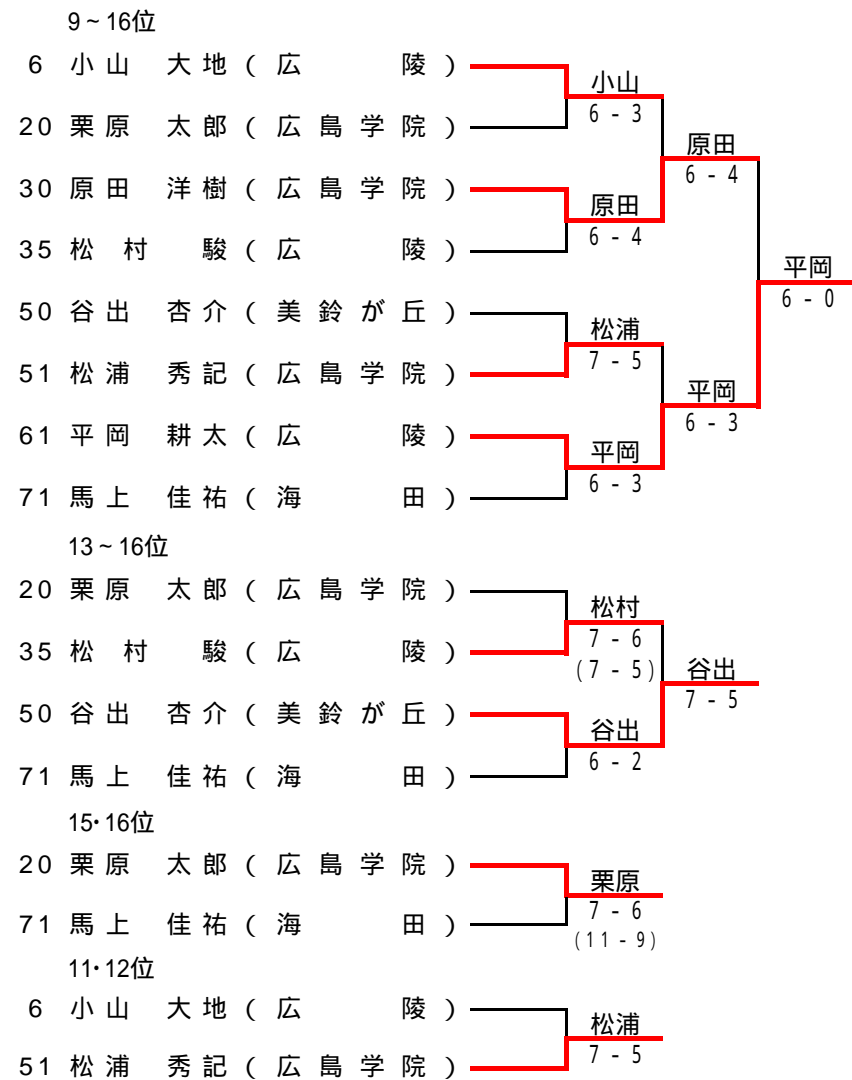 9~16位
6 小山 大地(広 陵)
小山
20 栗原 太郎(広島学院)
6-3
原田
30 原田 洋樹(広島学院)
6-4
原田
35 松村 駿(広 陵)
6-4
平岡
50 谷出 杏介(美鈴が丘)
6-0
松浦
51 松浦 秀記(広島学院)
7-5
平岡
61 平岡 耕太(広 陵)
6-3
平岡
71 馬上 佳祐(海 田)
6-3
13~16位
20 栗原 太郎(広島学院)
松村
35 松村 駿(広 陵)
7-6
(7-5)
谷出
50 谷出 杏介(美鈴が丘)
7-5
谷出
71 馬上 佳祐(海 田)
6-2
15・16位
20 栗原 太郎(広島学院)
栗原
71 馬上 佳祐(海 田)
7-6
(11-9)
11・12位
6 小山 大地(広 陵)
松浦
51 松浦 秀記(広島学院)
7-5